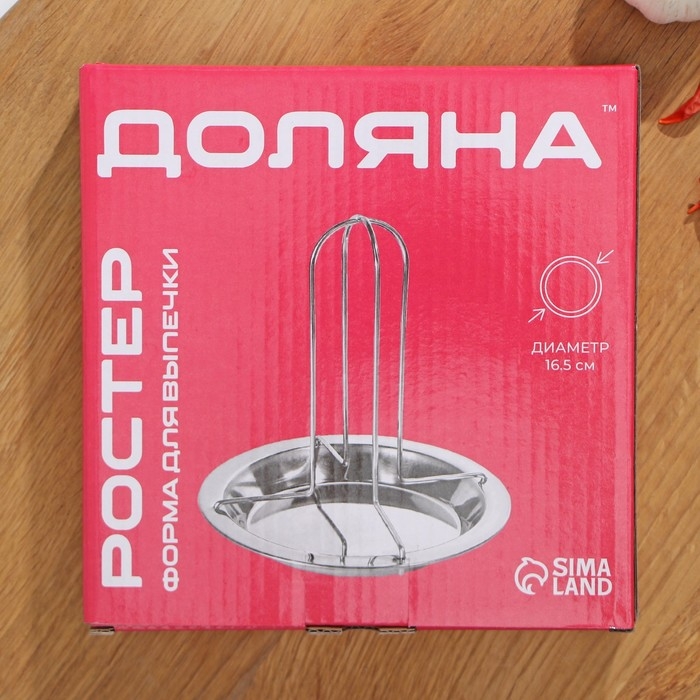 ДОЛЯНА™
РОСТЕР
ФОРМА ДЛЯ ВЫПЕЧКИ
ДИАМЕТР
16,5 см
SIMA
LAND